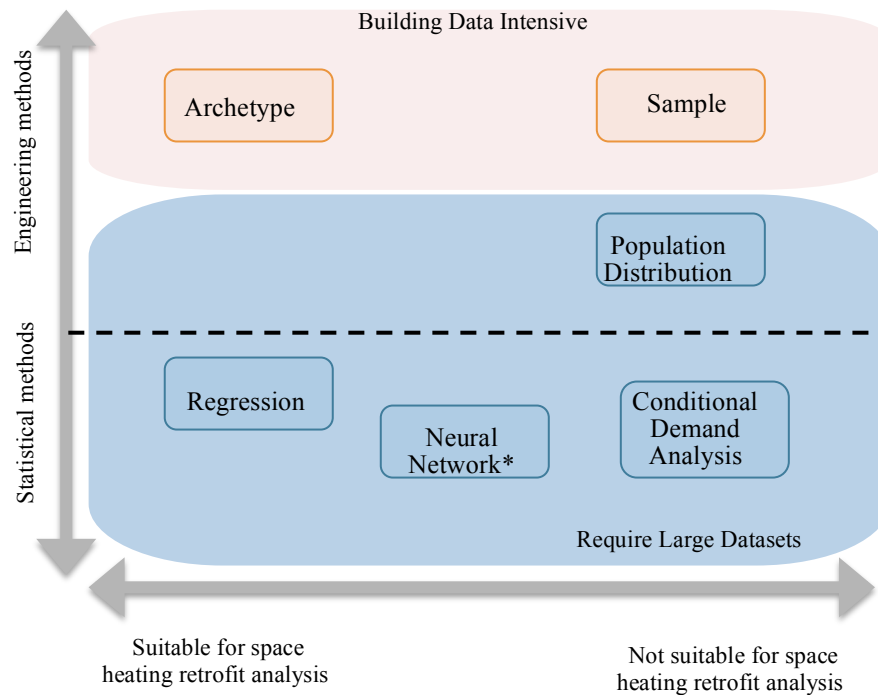 Building Data Intensive
Engineering methods
Archetype
Sample
Population
Distribution
Statistical methods
Regression
Neural
Network*
Conditional
Demand
Analysis
Require Large Datasets
Suitable for space
heating retrofit analysis
Not suitable for space
heating retrofit analysis